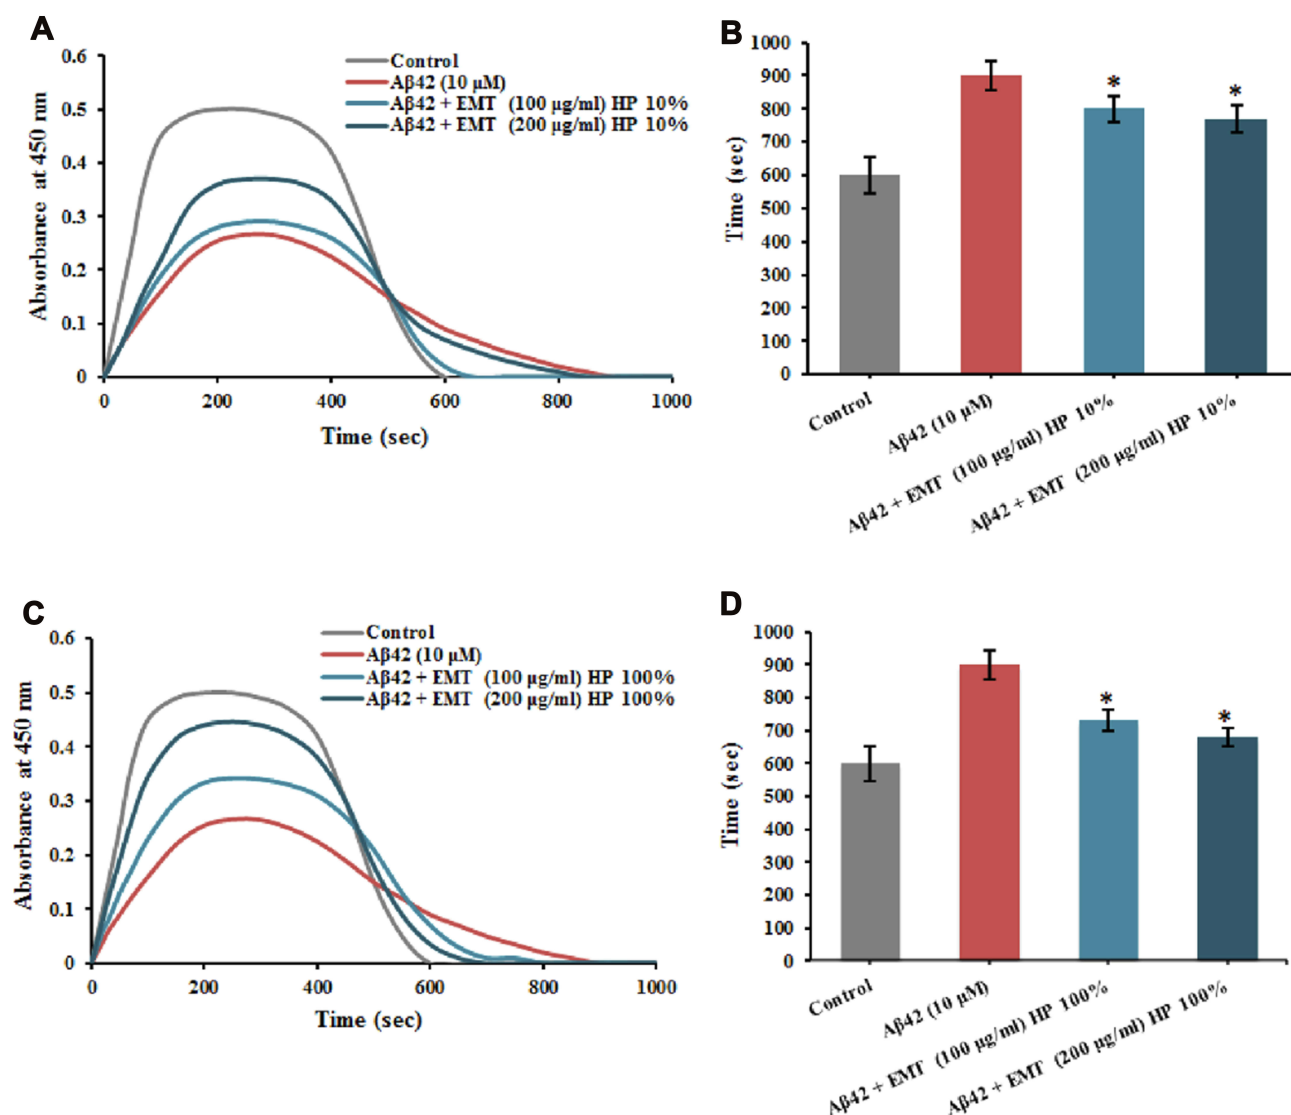 A
0.6
0.5
0.4
0.3
0.2
0.1
0
Absorbance at 450 nm
Control
Aβ42 (10 μM)
Aβ42 + EMT (100 μg/ml) HP 10%
Aβ42 + EMT (200 μg/ml) HP 10%
0 200 400 600 800 1000
Time (sec)
B
1000
900
800
700
600
500
400
300
200
100
0
Time (sec)
* *
Control
Aβ42 (10 μM)
Aβ42 + EMT (100 μg/ml) HP 10%
Aβ42 + EMT (200 μg/ml) HP 10%
C
0.6
0.5
0.4
0.3
0.2
0.1
0
Absorbance at 450 nm
Control
Aβ42 (10 μM)
Aβ42 + EMT (100 μg/ml) HP 100%
Aβ42 + EMT (200 μg/ml) HP 100%
0 200 400 600 800 1000
Time (sec)
D
1000
900
800
700
600
500
400
300
200
100
0
Time (sec)
* *
Control
Aβ42 (10 μM)
Aβ42 + EMT (100 μg/ml) HP 100%
Aβ42 + EMT (200 μg/ml) HP 100%